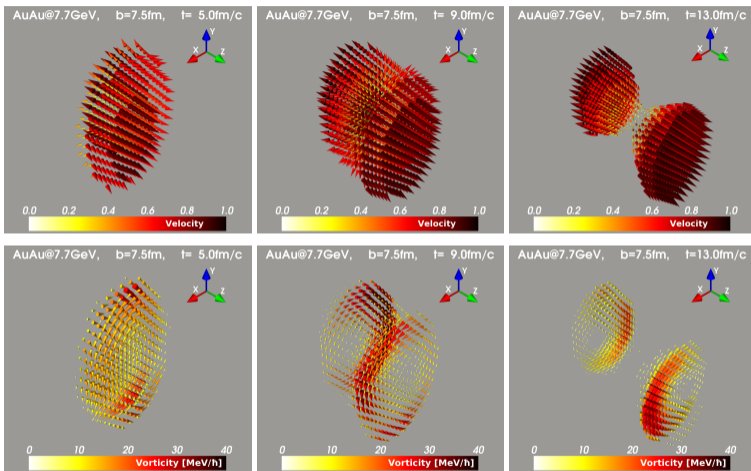 AuAu@7.7GeV, b=7.5fm, t= 5.0fm/c
Y
X Z
0.0 0.2 0.4 0.6 0.8 1.0
Velocity
AuAu@7.7GeV, b=7.5fm, t= 9.0fm/c
Y
X Z
0.0 0.2 0.4 0.6 0.8 1.0
Velocity
AuAu@7.7GeV, b=7.5fm, t=13.0fm/c
Y
X Z
0.0 0.2 0.4 0.6 0.8 1.0
Velocity
AuAu@7.7GeV, b=7.5fm, t= 5.0fm/c
Y
X Z
0 10 20 30 40
Vorticity [MeV/h]
AuAu@7.7GeV, b=7.5fm, t= 9.0fm/c
Y
X Z
0 10 20 30 40
Vorticity [MeV/h]
AuAu@7.7GeV, b=7.5fm, t=13.0fm/c
Y
X Z
0 10 20 30 40
Vorticity [MeV/h]